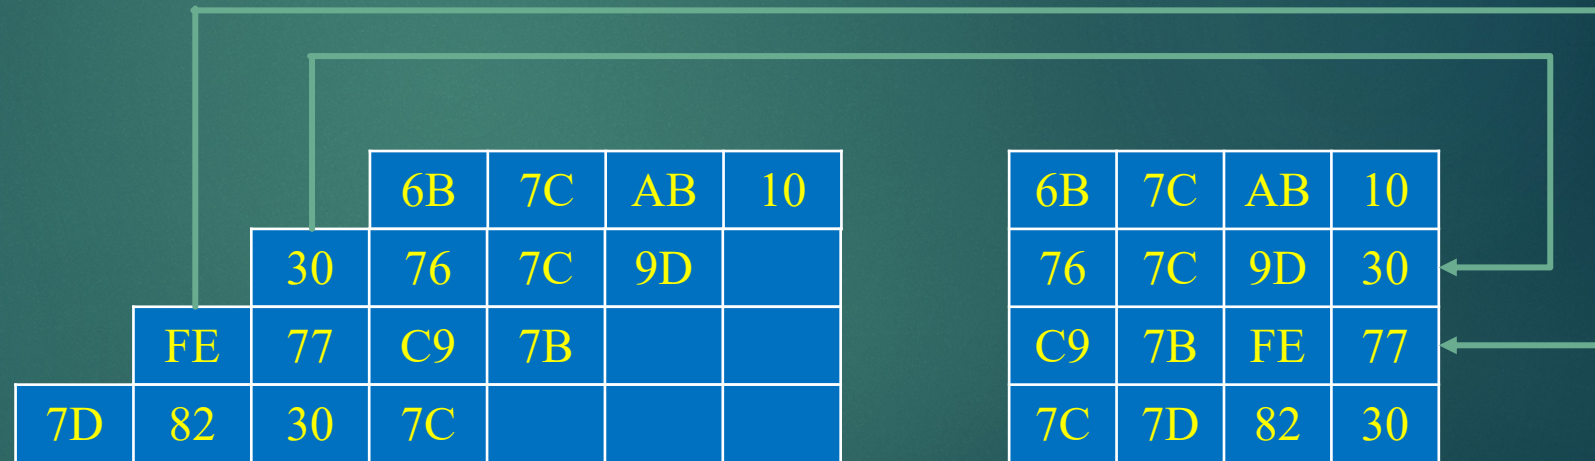 6B 7C AB 10 6B 7C AB 10
30 76 7C 9D 76 7C 9D 30
FE 77 C9 7B C9 7B FE 77
7D 82 30 7C 7C 7D 82 30